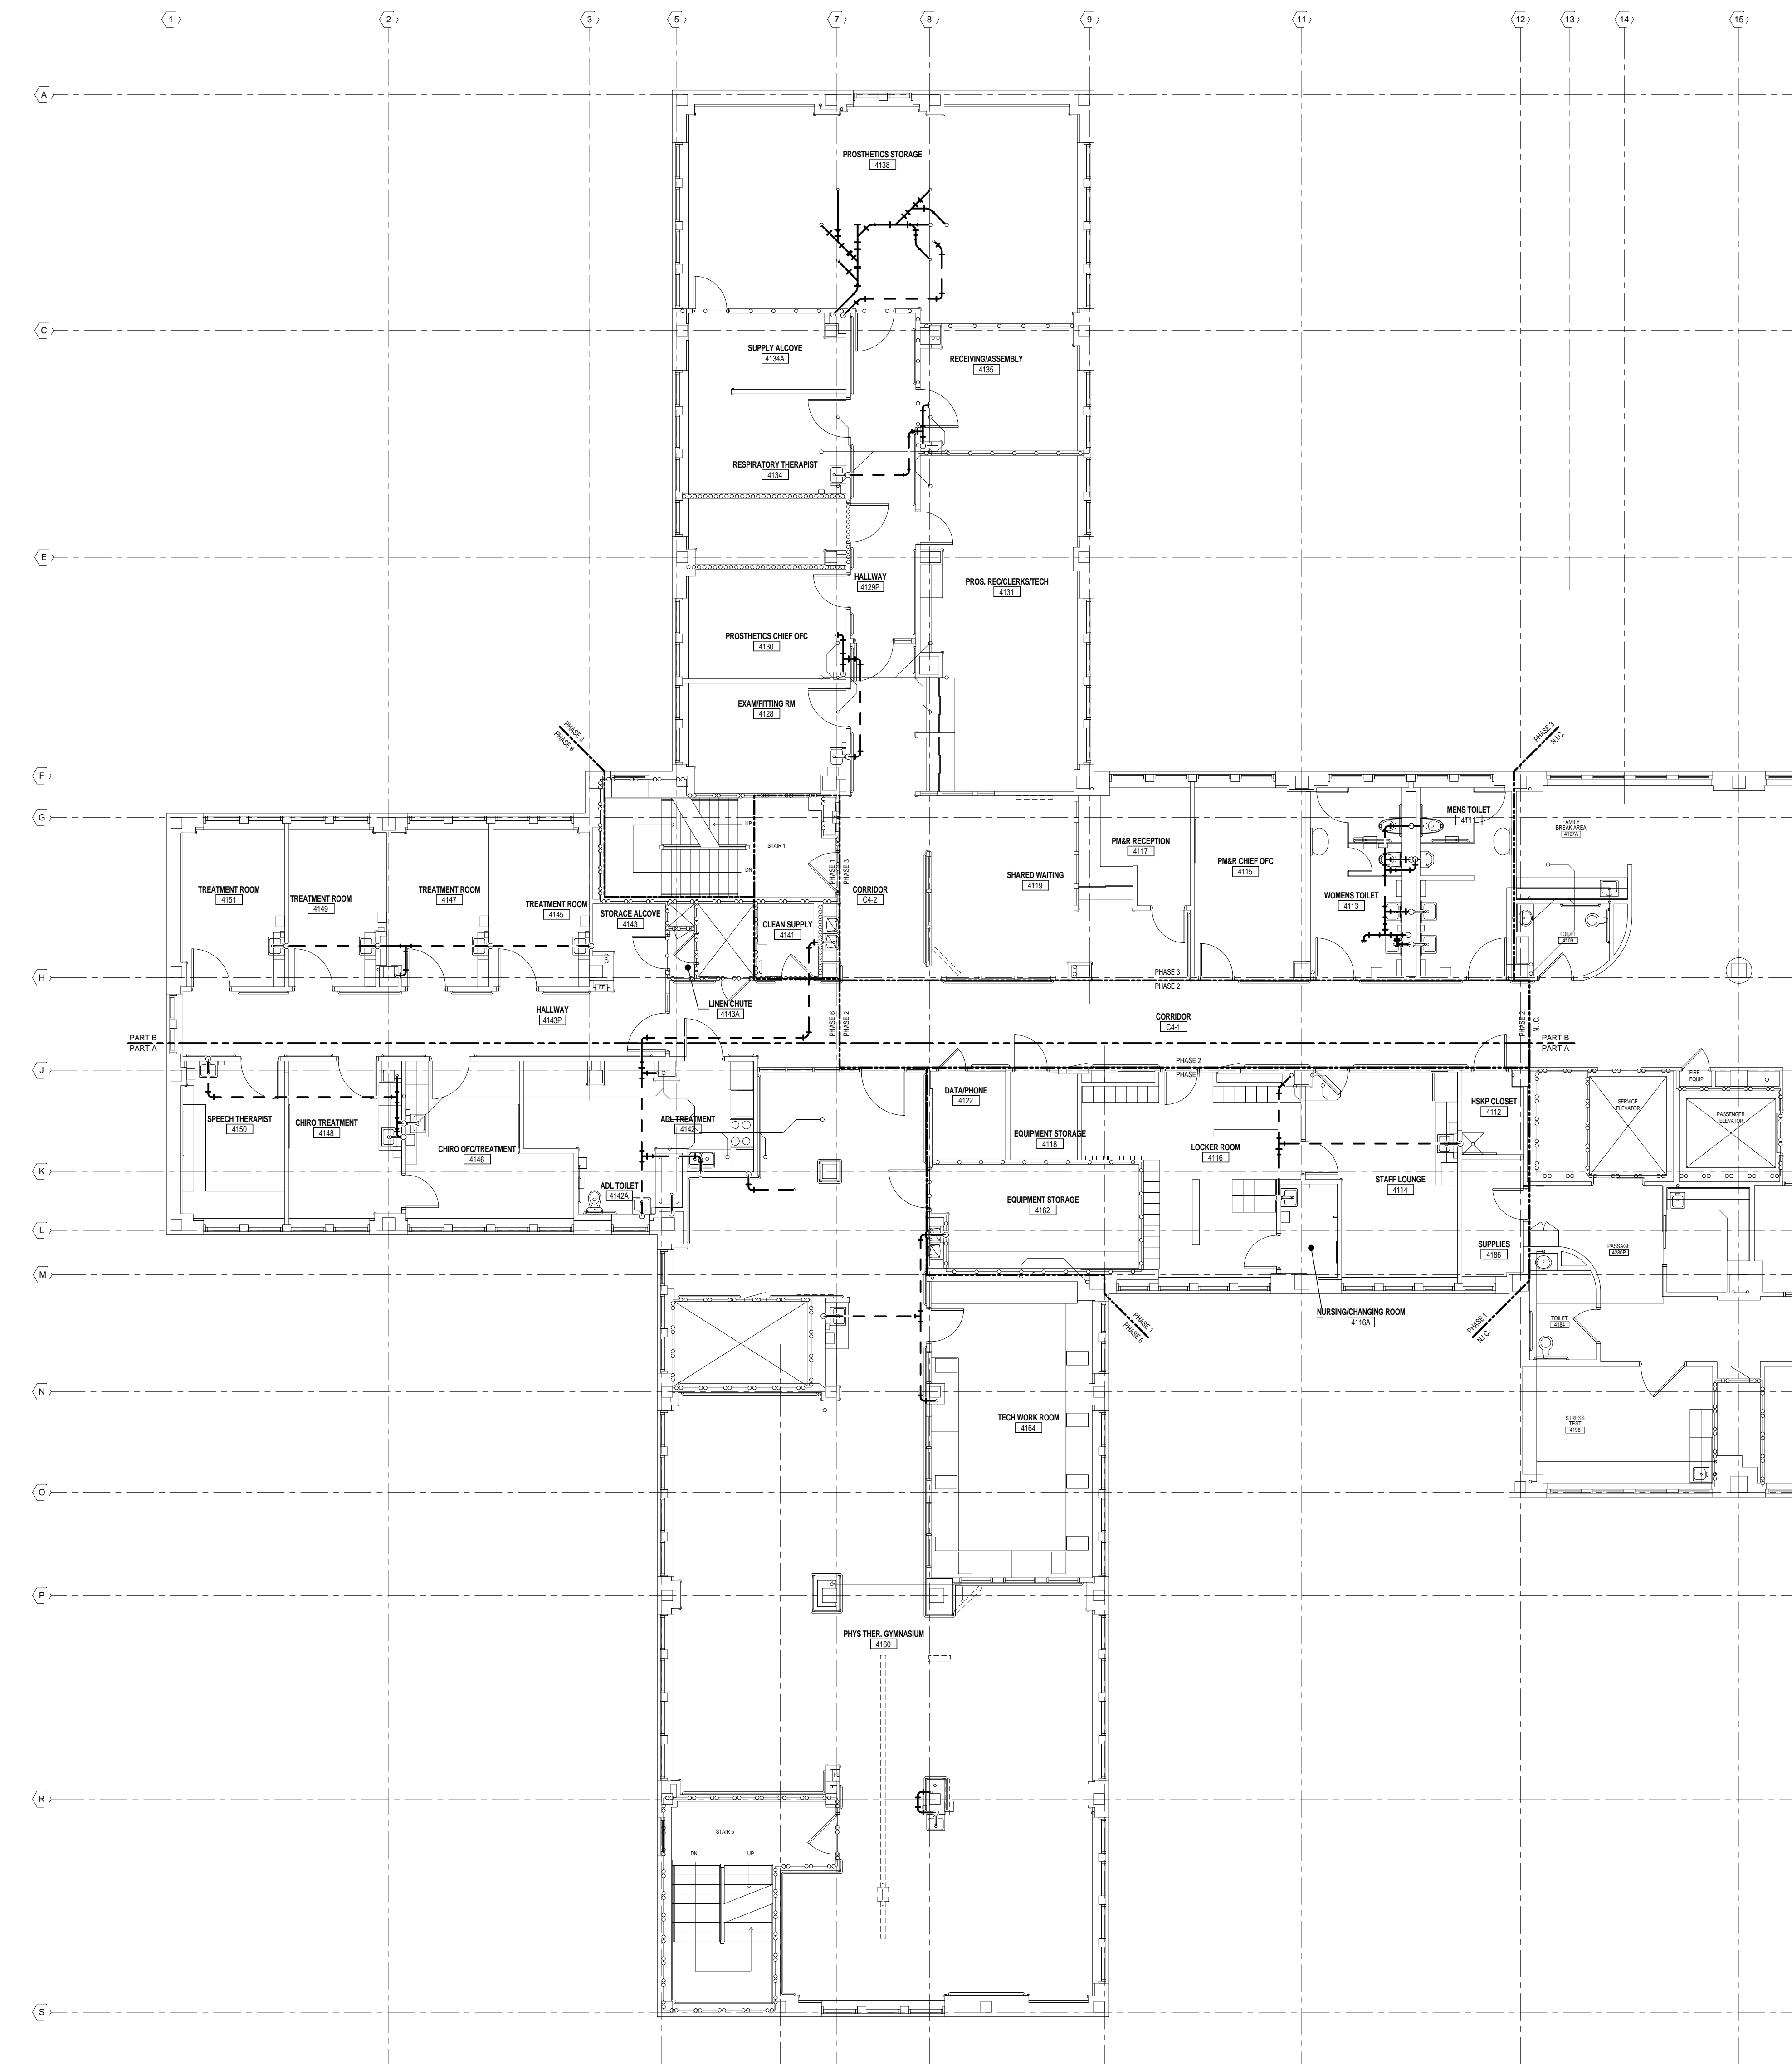 1
2
3
5
7
8
9
11
12
13
14
15
A
PROSTHETICS STORAGE
4138
C
SUPPLY ALCOVE
4134A
RECEIVING/ASSEMBLY
4135
RESPIRATORY THERAPIST
4134
E
HALLWAY
4129P
PROS. REC/CLERKS/TECH
4131
PROSTHETICS CHIEF OFC
4130
EXAM/FITTING RM
4128
PHASE 3
PHASE 6
PHASE 3
N.I.C.
F
G
UP
STAIR 1
DN
PHASE 1
PHASE 3
MENS TOILET
4111
FAMILY
BREAK AREA
4107A
PM&R RECEPTION
4117
PM&R CHIEF OFC
4115
SHARED WAITING
4119
CORRIDOR
C4-2
TREATMENT ROOM
4151
TREATMENT ROOM
4149
TREATMENT ROOM
4147
TREATMENT ROOM
4145
STORACE ALCOVE
4143
CLEAN SUPPLY
4141
WOMENS TOILET
4113
TOILET
4109
H
PHASE 3
PHASE 2
LINEN CHUTE
4143A
HALLWAY
4143P
PHASE 6
PHASE 2
CORRIDOR
C4-1
PHASE 2
N.I.C.
PART B
PART A
PART B
PART A
J
PHASE 2
PHASE 1
FIRE
EQUIP
SPEECH THERAPIST
4150
CHIRO TREATMENT
4148
CHIRO OFC/TREATMENT
4146
ADL TREATMENT
4142
DATA/PHONE
4122
EQUIPMENT STORAGE
4118
LOCKER ROOM
4116
HSKP CLOSET
4112
SERVICE
ELEVATOR
PASSENGER
ELEVATOR
K
ADL TOILET
4142A
EQUIPMENT STORAGE
4162
STAFF LOUNGE
4114
L
SUPPLIES
4186
PASSAGE
4280P
M
NURSING/CHANGING ROOM
4116A
PHASE 1
PHASE 6
PHASE 1
N.I.C.
TOILET
4184
N
TECH WORK ROOM
4164
STRESS
TEST
4198
O
P
PHYS THER. GYMNASIUM
4160
R
STAIR 5
DN
UP
S